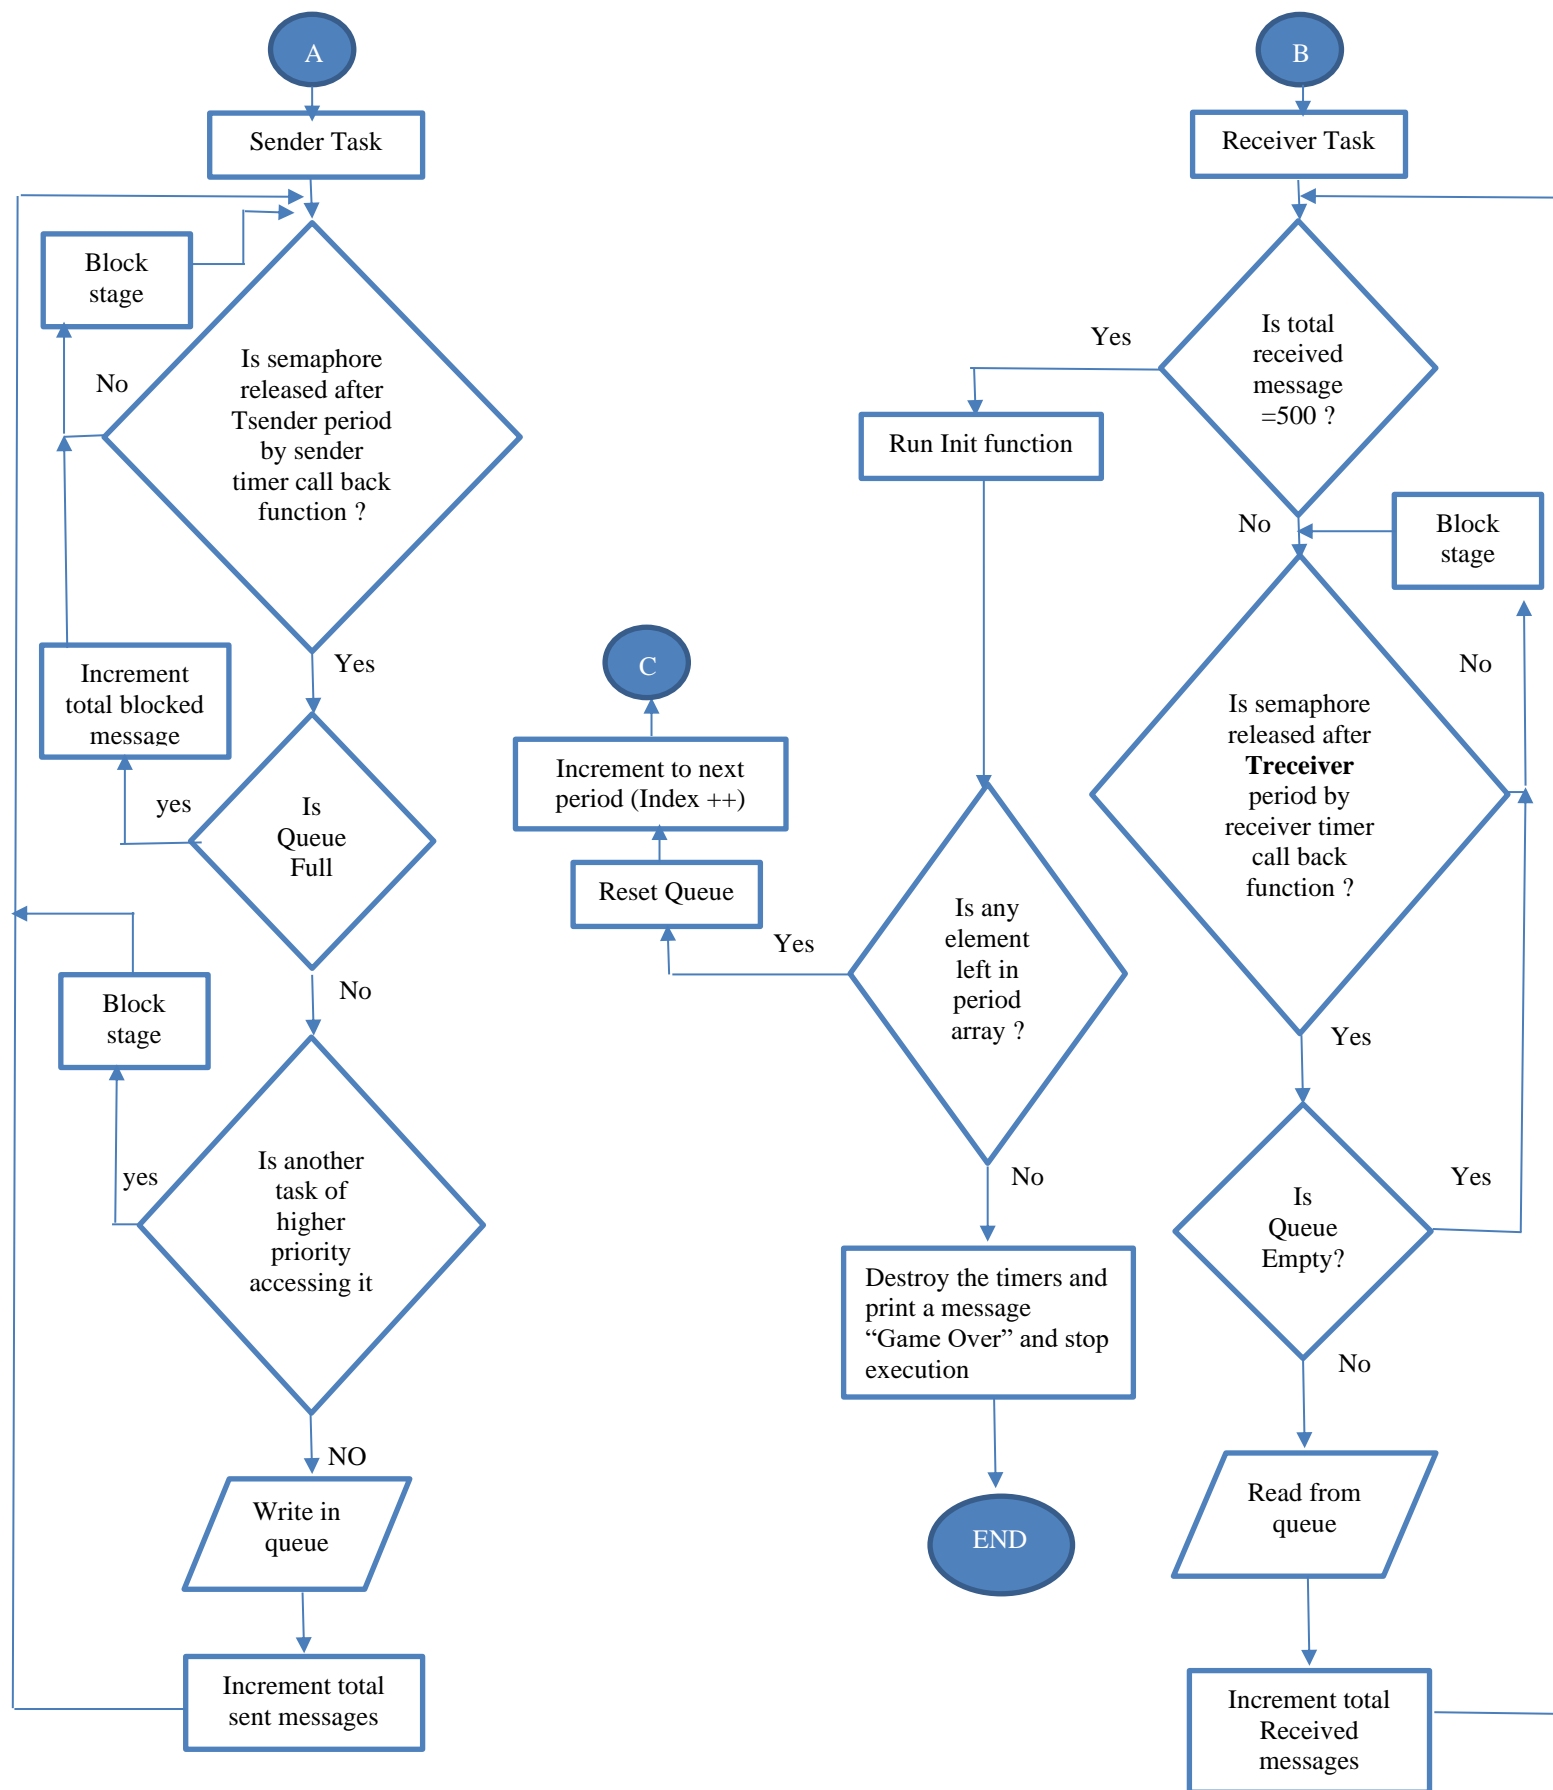 A
Sender Task
Block
stage
No
Is semaphore
released after
Tsender period
by sender
timer call back
function ?
Yes
Increment
total blocked
message
yes
Is
Queue
Full
No
Block
stage
yes
Is another
task of
higher
priority
accessing it
NO
Write in
queue
Increment total
sent messages
B
Receiver Task
Is total
received
message
=500 ?
Yes
Run Init function
No
Block
stage
No
Is semaphore
released after
Treceiver
period by
receiver timer
call back
function ?
Yes
C
Increment to next
period (Index ++)
Reset Queue
Yes
Is any
element
left in
period
array ?
No
Destroy the timers and
print a message
“Game Over” and stop
execution
END
Is
Queue
Empty?
Yes
No
Read from
queue
Increment total
Received
messages